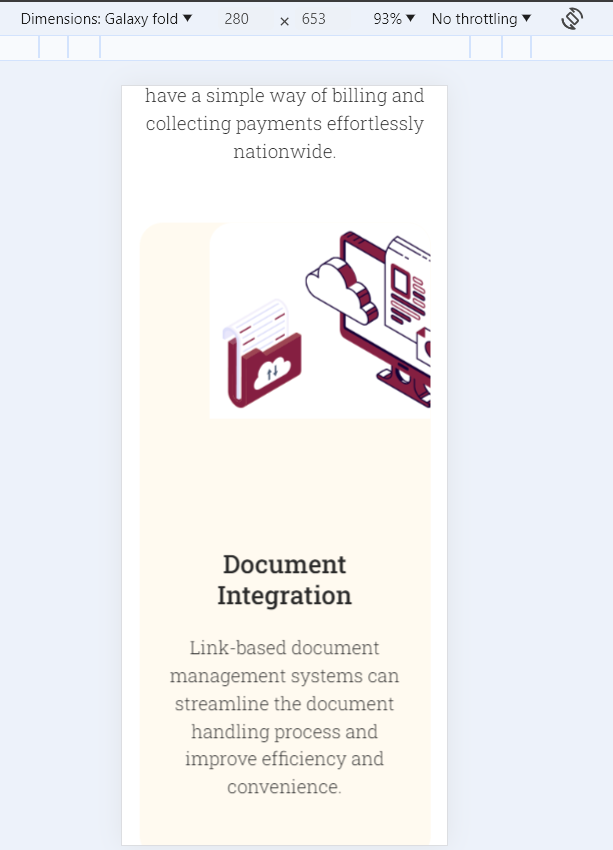 Dimensions: Galaxy fold ▼ 280 × 653 93% ▼ No throttling ▼
have a simple way of billing and
collecting payments effortlessly
nationwide.
Document
Integration
Link-based document
management systems can
streamline the document
handling process and
improve efficiency and
convenience.